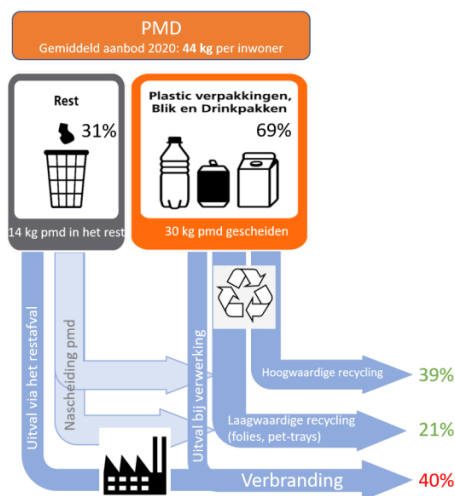 PMD
Gemiddeld aanbod 2020: 44 kg per inwoner
Rest
31%
14 kg pmd in het rest
Plastic verpakkingen,
Blik en Drinkpakken
69%
30 kg pmd gescheiden
Uitval via het restafval
Nascheiding pmd
Uitval bij verwerking
Hoogwaardige recycling
39%
Laagwaardige recycling
(folies, pet-trays)
21%
Verbranding
40%